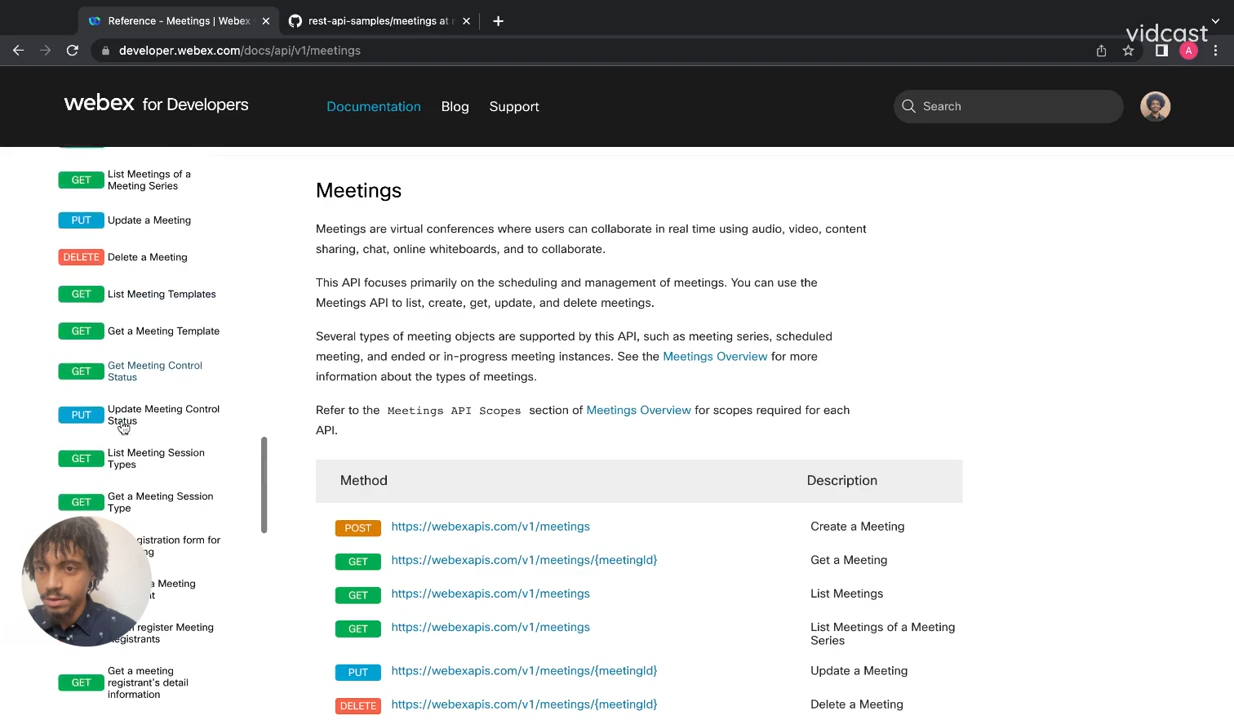 Reference - Meetings | Webex
rest-api-samples/meetings at
developer.webex.com/docs/api/v1/meetings
A
vidcast
webex for Developers
Documentation
Blog
Support
Search
GET List Meetings of a
Meeting Series
PUT Update a Meeting
DELETE Delete a Meeting
GET List Meeting Templates
GET Get a Meeting Template
GET Get Meeting Control
Status
PUT Update Meeting Control
Status
GET List Meeting Session
Types
GET Get a Meeting Session
Type
form for
a Meeting
register Meeting
GET Get a meeting
registrant's detail
information
Meetings
Meetings are virtual conferences where users can collaborate in real time using audio, video, content
sharing, chat, online whiteboards, and to collaborate.
This API focuses primarily on the scheduling and management of meetings. You can use the
Meetings API to list, create, get, update, and delete meetings.
Several types of meeting objects are supported by this API, such as meeting series, scheduled
meeting, and ended or in-progress meeting instances. See the Meetings Overview for more
information about the types of meetings.
Refer to the Meetings API Scopes section of Meetings Overview for scopes required for each
API.
Method Description
POST https://webexapis.com/v1/meetings Create a Meeting
GET https://webexapis.com/v1/meetings/{meetingId} Get a Meeting
GET https://webexapis.com/v1/meetings List Meetings
GET https://webexapis.com/v1/meetings List Meetings of a Meeting
Series
PUT https://webexapis.com/v1/meetings/{meetingId} Update a Meeting
DELETE https://webexapis.com/v1/meetings/{meetingId} Delete a Meeting